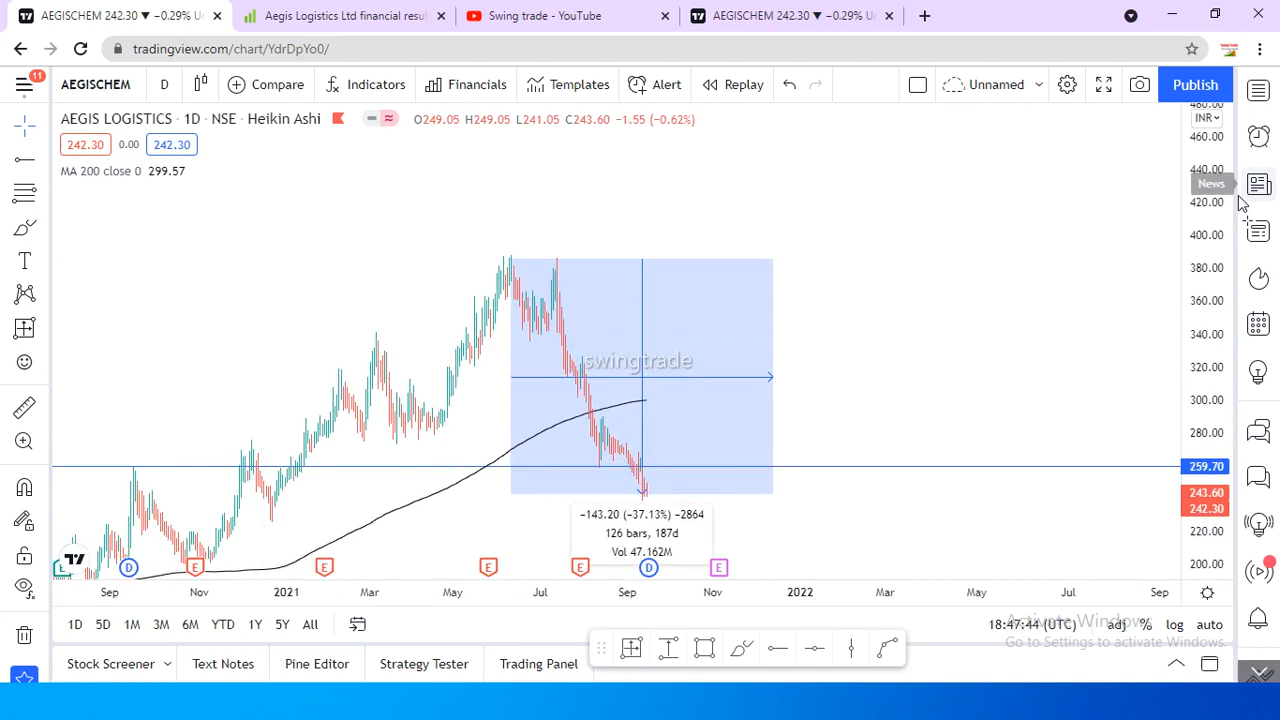 AEGISCHEM 242.30 ▼ −0.29% U
Aegis Logistics Ltd financial resu
Swing trade - YouTube
AEGISCHEM 242.30 ▼ −0.29% Un
tradingview.com/chart/YdrDpYo0/
11
AEGISCHEM
D
Compare
Indicators
Financials
Templates
Alert
Replay
Unnamed
Publish
AEGIS LOGISTICS · 1D · NSE · Heikin Ashi
O249.05 H249.05 L241.05 C243.60 −1.55 (−0.62%)
242.30 0.00 242.30
MA 200 close 0 299.57
INR
News
460.00
460.00
440.00
420.00
400.00
380.00
360.00
340.00
320.00
300.00
280.00
259.70
243.60
242.30
220.00
200.00
swingtrade
−143.20 (−37.13%) −2864
126 bars, 187d
Vol 47.162M
E D E E E E D E
Sep Nov 2021 Mar May Jul Sep Nov 2022 Mar May Jul Sep
1D 5D 1M 3M 6M YTD 1Y 5Y All
18:47:44 (UTC) adj % log auto
Activate Windows
Go to Settings to activate Windows.
Stock Screener
Text Notes
Pine Editor
Strategy Tester
Trading Panel